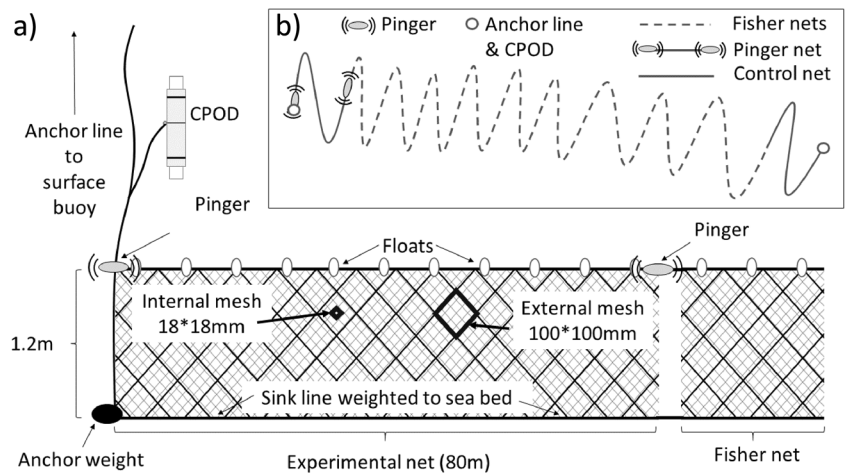 a)
Anchor line
to
surface
buoy
CPOD
Pinger
b)
Pinger
Anchor line
& CPOD
Fisher nets
Pinger net
Control net
Pinger
Floats
Internal mesh
18*18mm
External mesh
100*100mm
1.2m
Sink line weighted to sea bed
Anchor weight
Experimental net (80m)
Fisher net